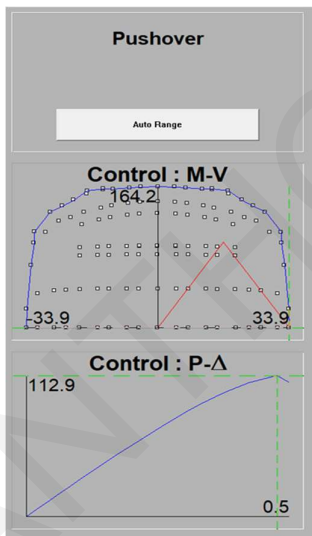 Pushover
Auto Range
Control : M-V
164.2
-33.9
33.9
Control : P-Δ
112.9
0.5